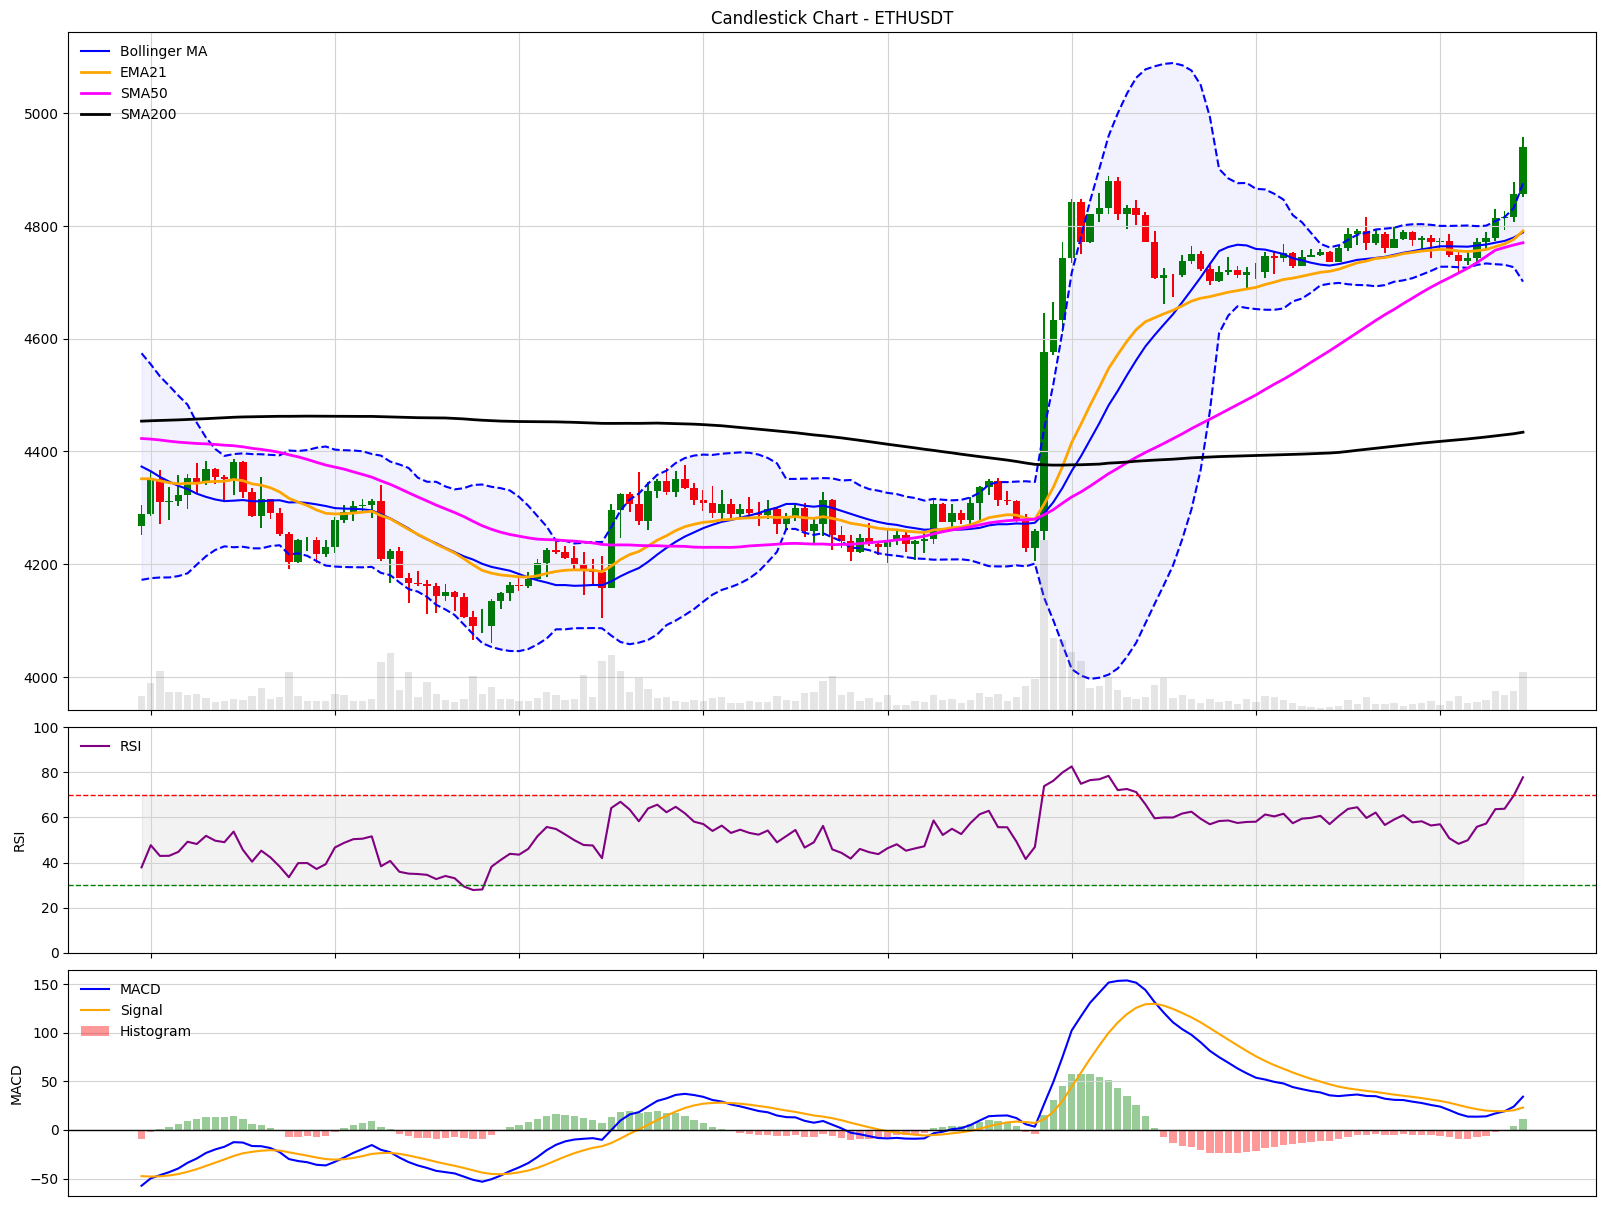 Candlestick Chart - ETHUSDT
Bollinger MA
EMA21
SMA50
SMA200
5000
4800
4600
4400
4200
4000
RSI
100
80
60
40
20
0
RSI
MACD
Signal
Histogram
150
100
50
0
−50
MACD